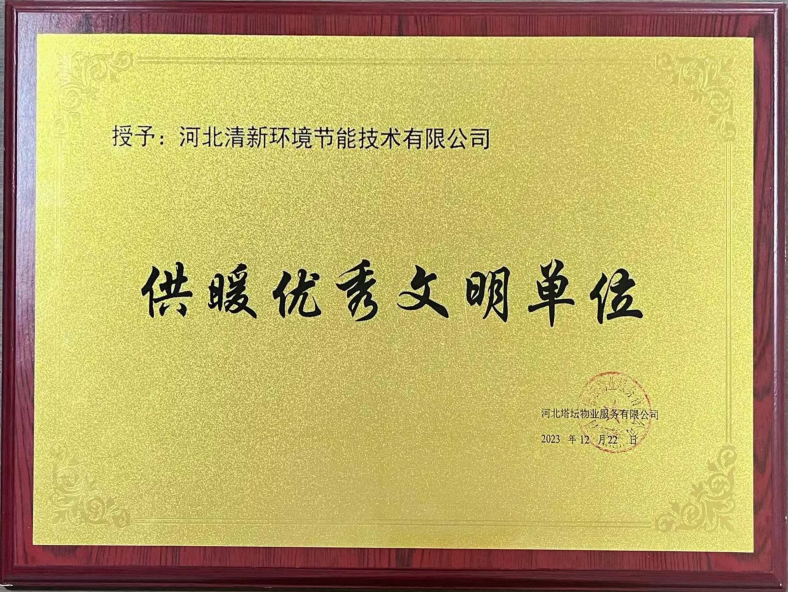 授予：河北清新环境节能技术有限公司
供暖优秀文明单位
河北塔坛物业服务有限公司
2023 年 12 月 22 日